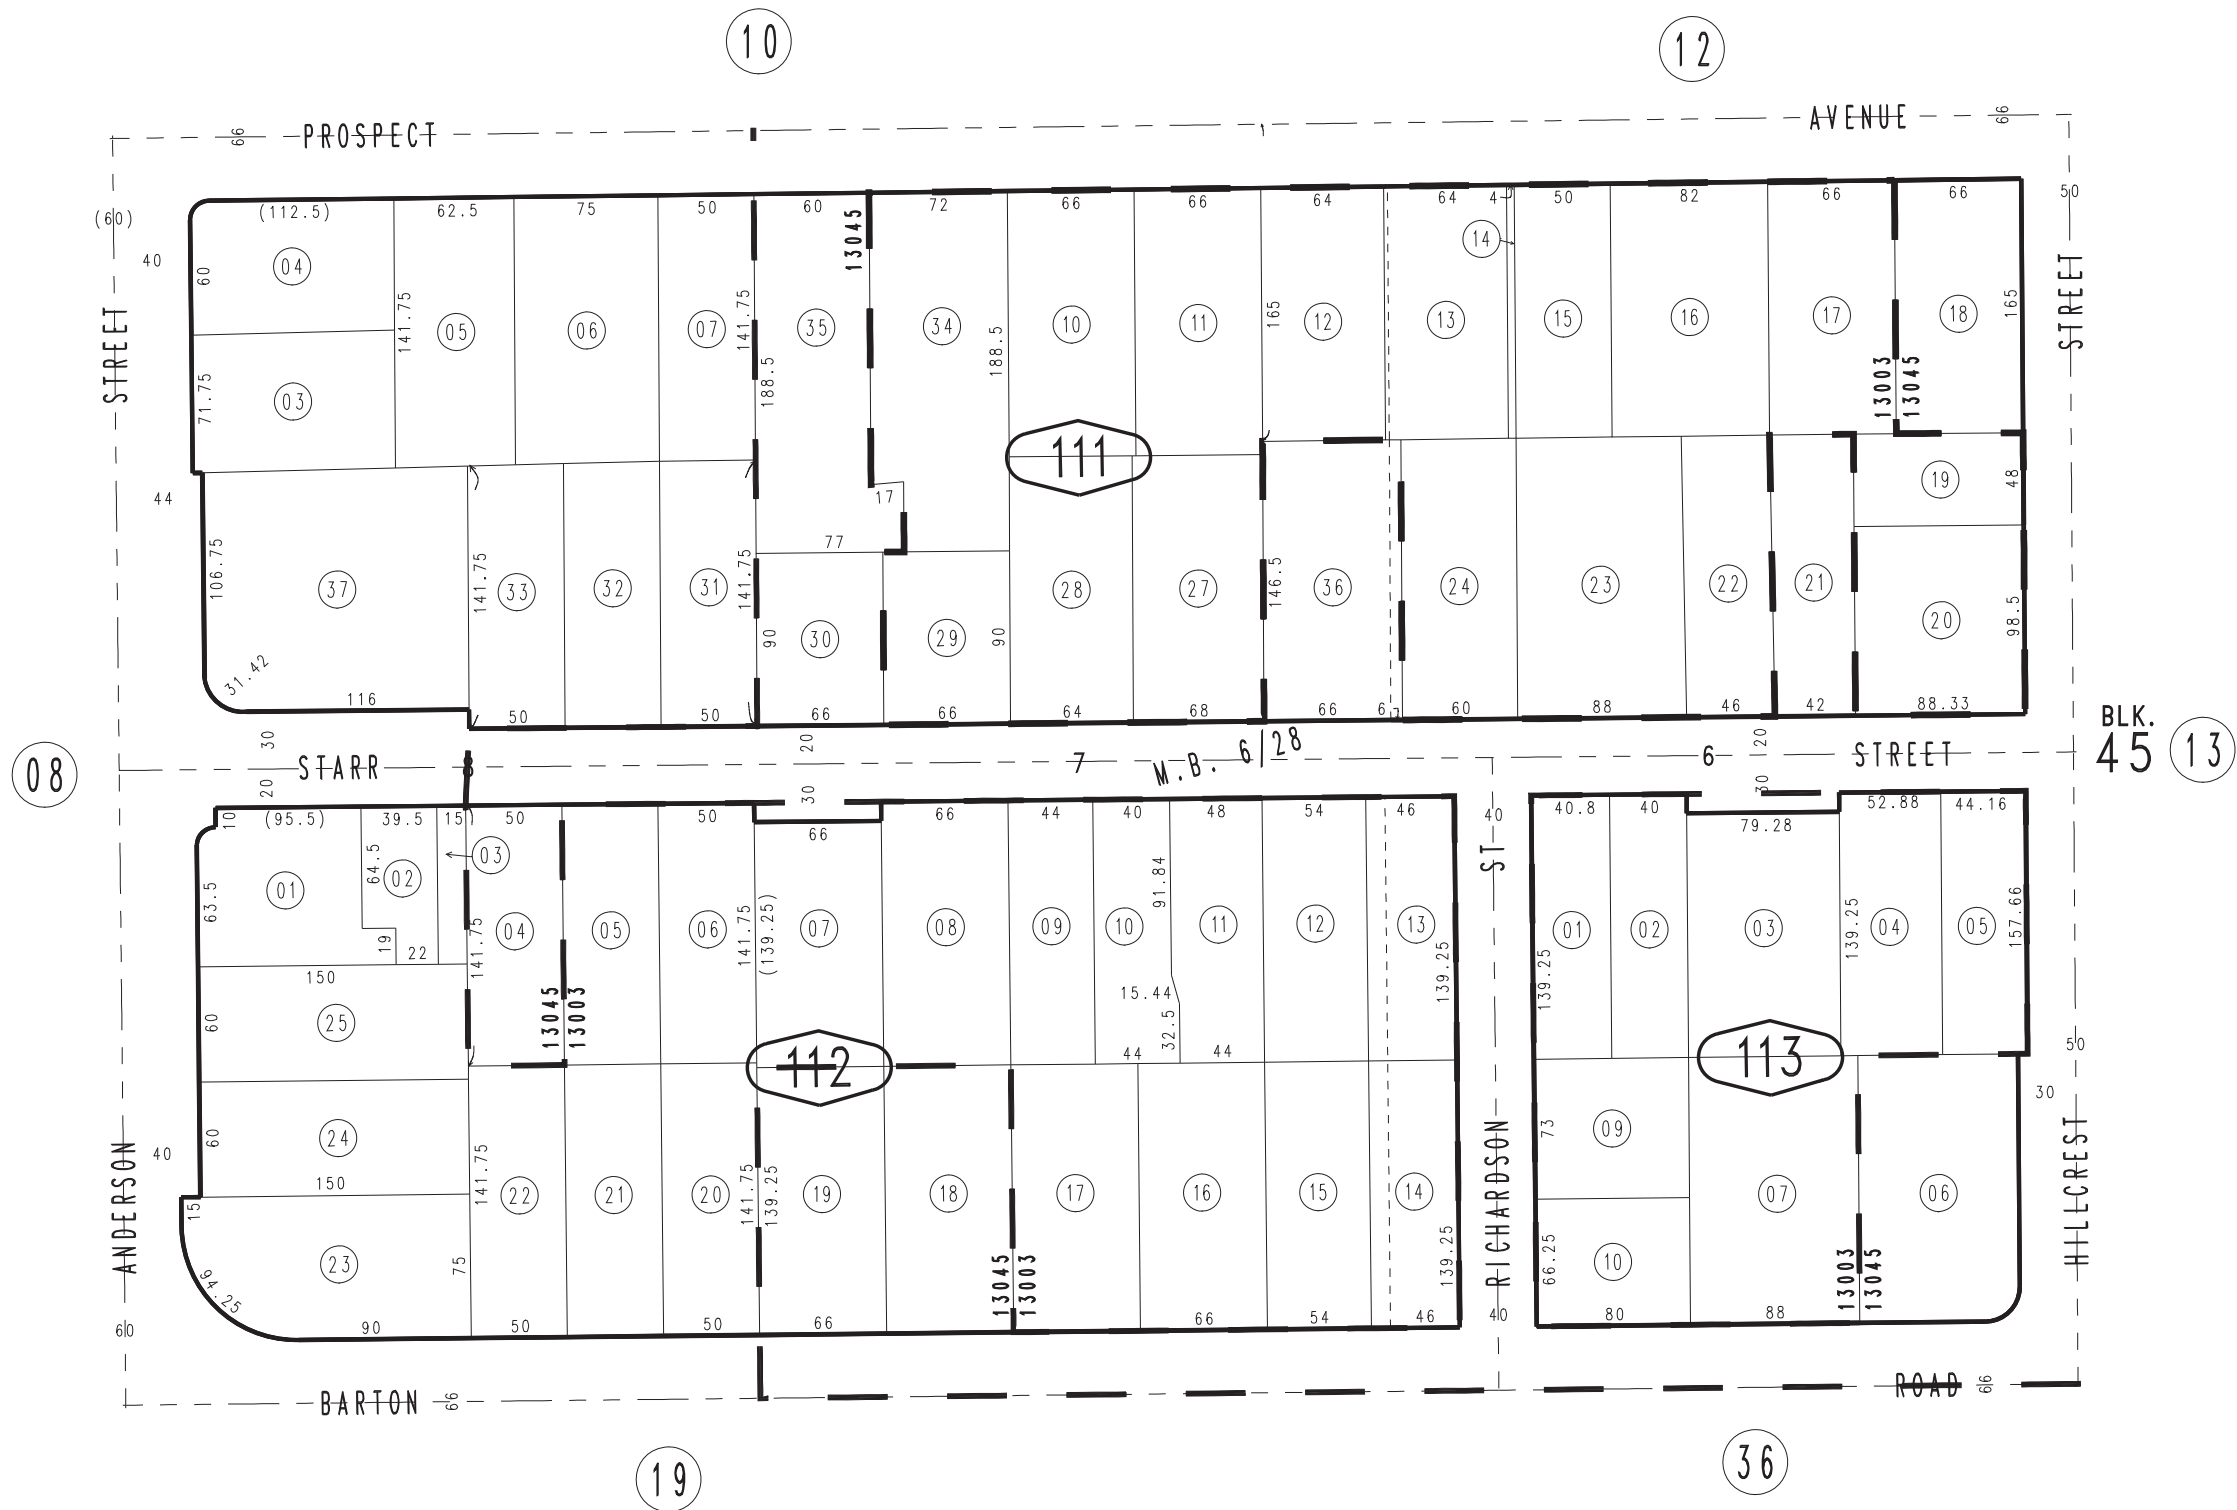 10
12
66 PROSPECT AVENUE 66
(60) (112.5) 62.5 75 50 60 72 66 66 64 64 4 50 82 66 66 50
13045
40 60 04 14
141.75 05 06 07 141.75 35 34 10 11 165 12 13 15 16 17 18 165
STREET STREET
71.75 03 188.5 188.5 13003 13045
111
44 17 19 48
77
106.75 37 141.75 33 32 31 141.75 28 27 146.5 36 24 23 22 21
90 30 29 90 20 98.5
31.42
116 50 50 66 66 64 68 66 6 60 88 46 42 88.33
BLK.
45 13
08
30 20 20
STARR 8 7 M.B. 6/28 6 STREET
20 30 30
10 (95.5) 39.5 15 50 50 66 44 40 48 54 46 40 40.8 40 52.88 44.16
66 79.28
64.5 03 91.84 ST
63.5 01 02
141.75 04 05 06 141.75 (139.25) 07 08 09 10 11 12 13 139.25 139.25 01 02 03 139.25 04 05 157.66
19 22
150
15.44
13045 13003
60 25 32.5
44 44
112 113
50
30
60 24 73 09
40
150
ANDERSON RICHARDSON HILLCREST
141.75 22 21 20 141.75 139.25 19 18 17 16 15 14 07 06
15
23 75 139.25 66.25 10
94.25 13045 13003 13003 13045
60 90 50 50 66 66 54 46 40 80 88
BARTON 66 ROAD 66
19
36